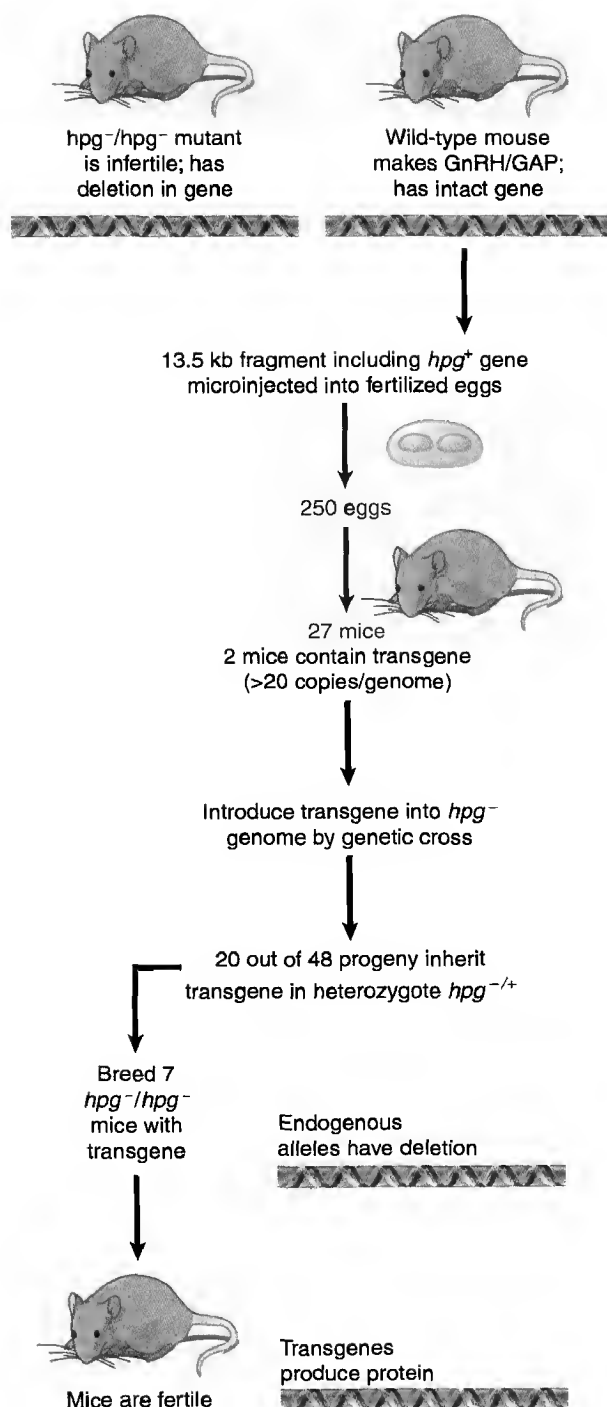 hpg⁻/hpg⁻ mutant
is infertile; has
deletion in gene
Wild-type mouse
makes GnRH/GAP;
has intact gene
13.5 kb fragment including hpg⁺ gene
microinjected into fertilized eggs
250 eggs
27 mice
2 mice contain transgene
(>20 copies/genome)
Introduce transgene into hpg⁻
genome by genetic cross
20 out of 48 progeny inherit
transgene in heterozygote hpg⁻/⁺
Breed 7
hpg⁻/hpg⁻
mice with
transgene
Endogenous
alleles have deletion
Mice are fertile
Transgenes
produce protein